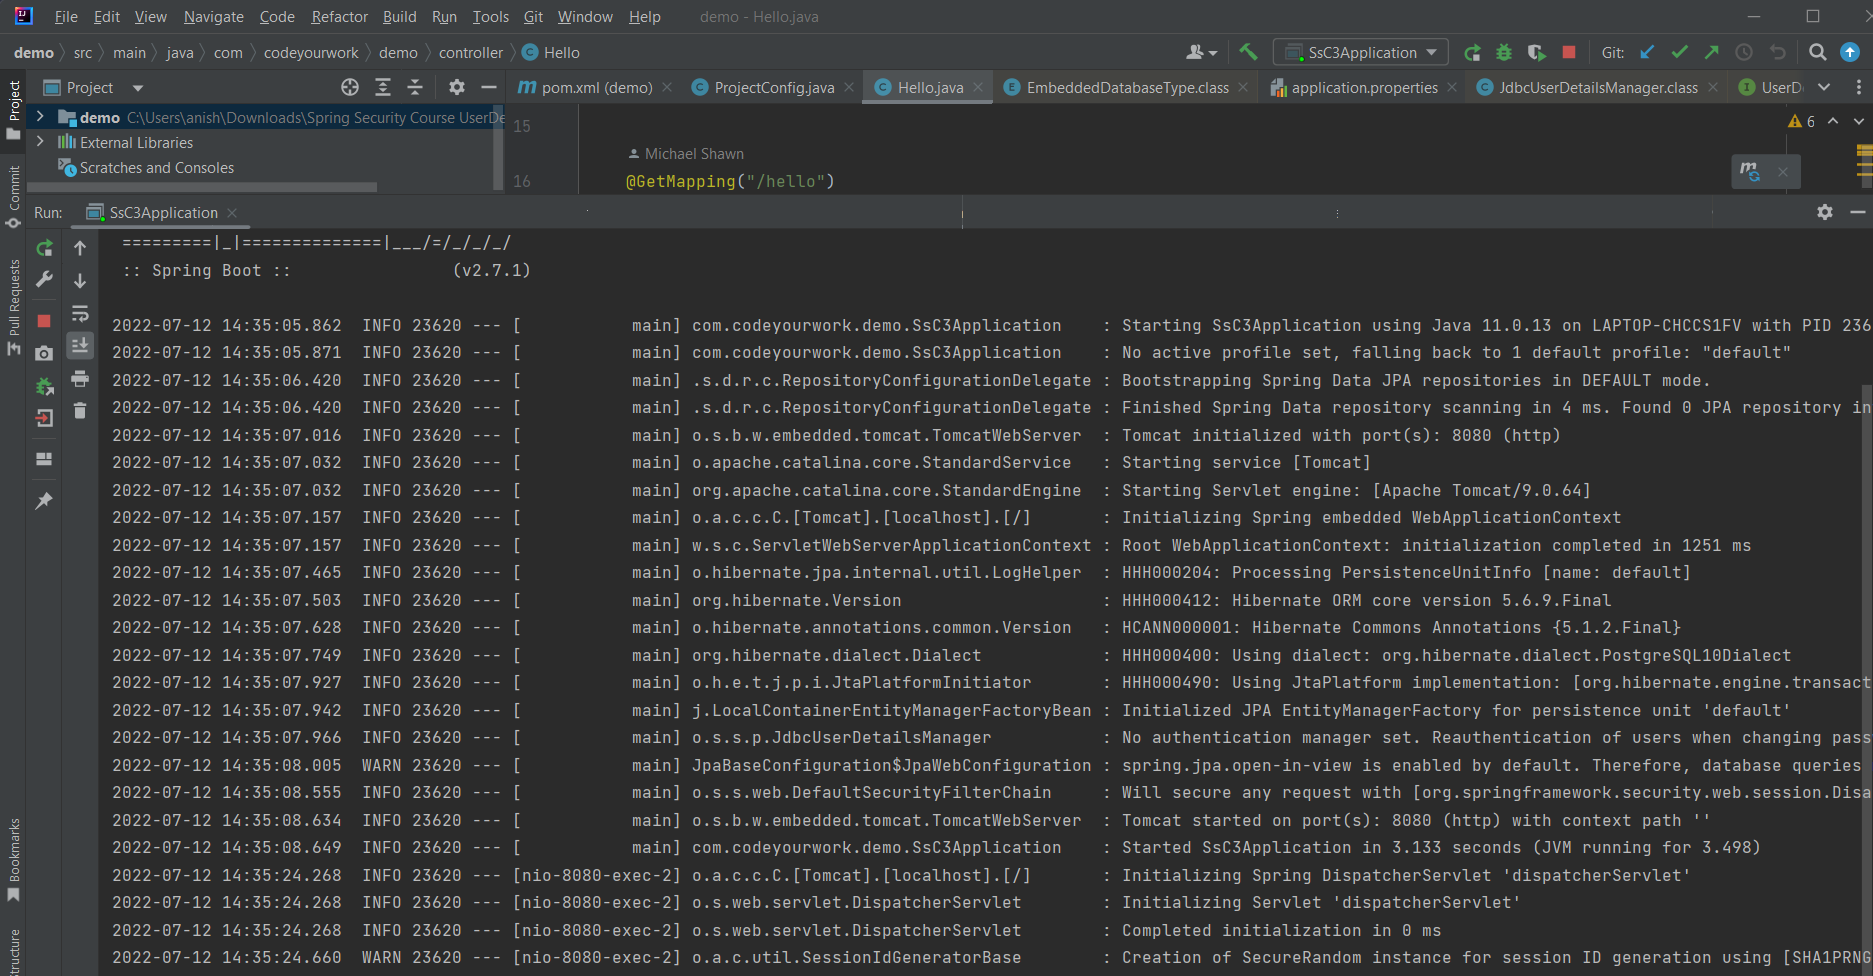 File Edit View Navigate Code Refactor Build Run Tools Git Window Help demo - Hello.java
demo src main java com codeyourwork demo controller Hello SsC3Application Git:
Project pom.xml (demo) ProjectConfig.java Hello.java EmbeddedDatabaseType.class application.properties JdbcUserDetailsManager.class UserD
Project
demo C:\Users\anish\Downloads\Spring Security Course UserDe
External Libraries
Scratches and Consoles
15
6
Michael Shawn
16 @GetMapping("/hello")
Commit
Pull Requests
Bookmarks
Structure
Run: SsC3Application
=========|_|==============|___/=/_/_/_/
:: Spring Boot :: (v2.7.1)
2022-07-12 14:35:05.862 INFO 23620 --- [ main] com.codeyourwork.demo.SsC3Application : Starting SsC3Application using Java 11.0.13 on LAPTOP-CHCCS1FV with PID 236
2022-07-12 14:35:05.871 INFO 23620 --- [ main] com.codeyourwork.demo.SsC3Application : No active profile set, falling back to 1 default profile: "default"
2022-07-12 14:35:06.420 INFO 23620 --- [ main] .s.d.r.c.RepositoryConfigurationDelegate : Bootstrapping Spring Data JPA repositories in DEFAULT mode.
2022-07-12 14:35:06.420 INFO 23620 --- [ main] .s.d.r.c.RepositoryConfigurationDelegate : Finished Spring Data repository scanning in 4 ms. Found 0 JPA repository in
2022-07-12 14:35:07.016 INFO 23620 --- [ main] o.s.b.w.embedded.tomcat.TomcatWebServer : Tomcat initialized with port(s): 8080 (http)
2022-07-12 14:35:07.032 INFO 23620 --- [ main] o.apache.catalina.core.StandardService : Starting service [Tomcat]
2022-07-12 14:35:07.032 INFO 23620 --- [ main] org.apache.catalina.core.StandardEngine : Starting Servlet engine: [Apache Tomcat/9.0.64]
2022-07-12 14:35:07.157 INFO 23620 --- [ main] o.a.c.c.C.[Tomcat].[localhost].[/] : Initializing Spring embedded WebApplicationContext
2022-07-12 14:35:07.157 INFO 23620 --- [ main] w.s.c.ServletWebServerApplicationContext : Root WebApplicationContext: initialization completed in 1251 ms
2022-07-12 14:35:07.465 INFO 23620 --- [ main] o.hibernate.jpa.internal.util.LogHelper : HHH000204: Processing PersistenceUnitInfo [name: default]
2022-07-12 14:35:07.503 INFO 23620 --- [ main] org.hibernate.Version : HHH000412: Hibernate ORM core version 5.6.9.Final
2022-07-12 14:35:07.628 INFO 23620 --- [ main] o.hibernate.annotations.common.Version : HCANN000001: Hibernate Commons Annotations {5.1.2.Final}
2022-07-12 14:35:07.749 INFO 23620 --- [ main] org.hibernate.dialect.Dialect : HHH000400: Using dialect: org.hibernate.dialect.PostgreSQL10Dialect
2022-07-12 14:35:07.927 INFO 23620 --- [ main] o.h.e.t.j.p.i.JtaPlatformInitiator : HHH000490: Using JtaPlatform implementation: [org.hibernate.engine.transact
2022-07-12 14:35:07.942 INFO 23620 --- [ main] j.LocalContainerEntityManagerFactoryBean : Initialized JPA EntityManagerFactory for persistence unit 'default'
2022-07-12 14:35:07.966 INFO 23620 --- [ main] o.s.s.p.JdbcUserDetailsManager : No authentication manager set. Reauthentication of users when changing pass
2022-07-12 14:35:08.005 WARN 23620 --- [ main] JpaBaseConfiguration$JpaWebConfiguration : spring.jpa.open-in-view is enabled by default. Therefore, database queries
2022-07-12 14:35:08.555 INFO 23620 --- [ main] o.s.s.web.DefaultSecurityFilterChain : Will secure any request with [org.springframework.security.web.session.Disa
2022-07-12 14:35:08.634 INFO 23620 --- [ main] o.s.b.w.embedded.tomcat.TomcatWebServer : Tomcat started on port(s): 8080 (http) with context path ''
2022-07-12 14:35:08.649 INFO 23620 --- [ main] com.codeyourwork.demo.SsC3Application : Started SsC3Application in 3.133 seconds (JVM running for 3.498)
2022-07-12 14:35:24.268 INFO 23620 --- [nio-8080-exec-2] o.a.c.c.C.[Tomcat].[localhost].[/] : Initializing Spring DispatcherServlet 'dispatcherServlet'
2022-07-12 14:35:24.268 INFO 23620 --- [nio-8080-exec-2] o.s.web.servlet.DispatcherServlet : Initializing Servlet 'dispatcherServlet'
2022-07-12 14:35:24.268 INFO 23620 --- [nio-8080-exec-2] o.s.web.servlet.DispatcherServlet : Completed initialization in 0 ms
2022-07-12 14:35:24.660 WARN 23620 --- [nio-8080-exec-2] o.a.c.util.SessionIdGeneratorBase : Creation of SecureRandom instance for session ID generation using [SHA1PRNG